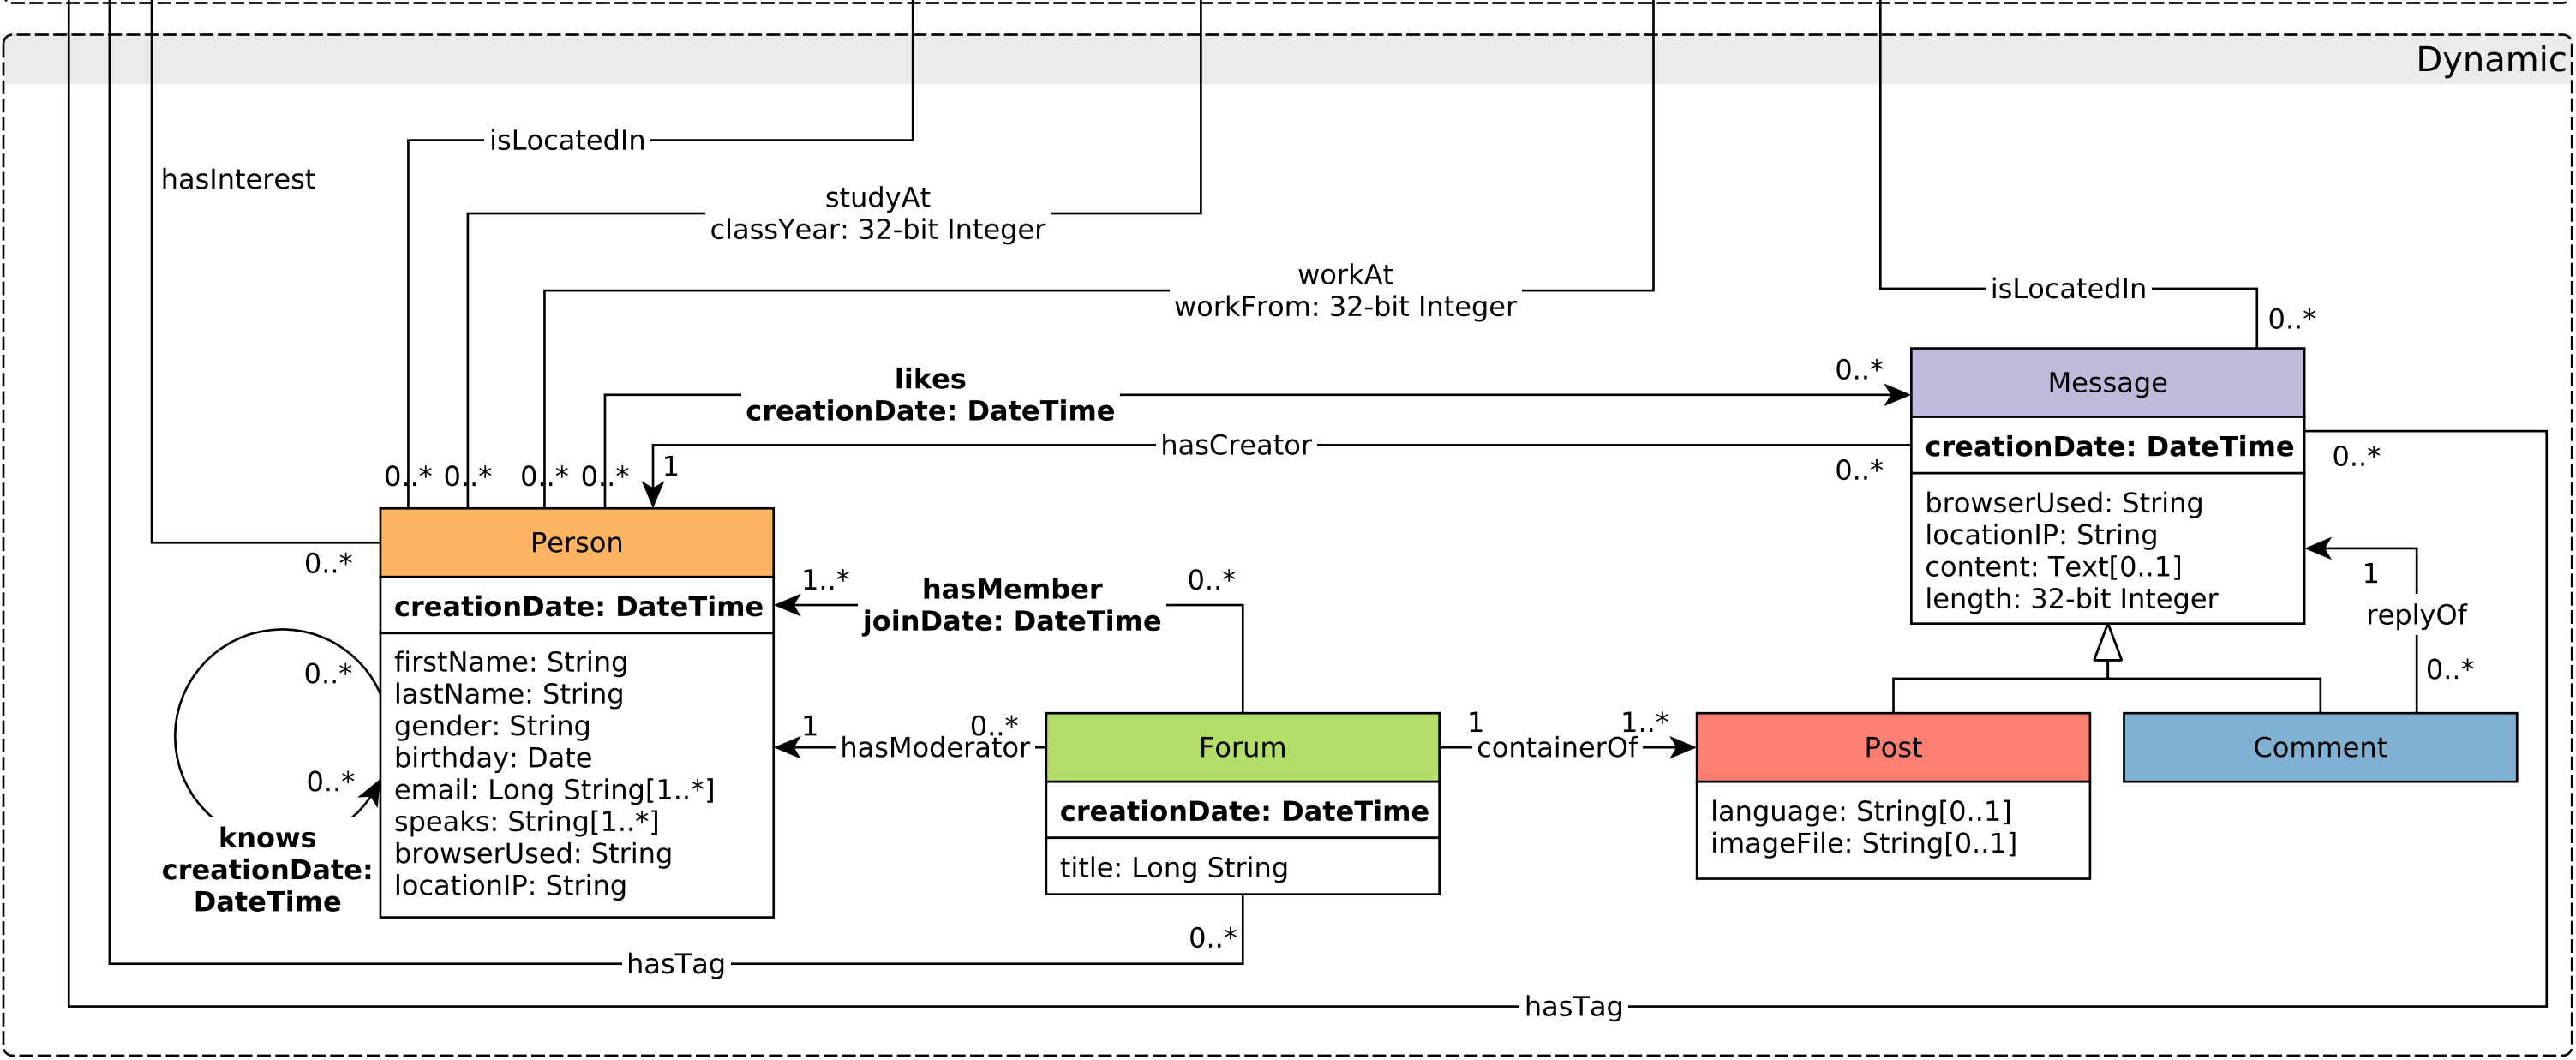 Dynamic
isLocatedIn
hasInterest
studyAt
classYear: 32-bit Integer
workAt
workFrom: 32-bit Integer
isLocatedIn
0..*
likes
creationDate: DateTime
0..*
hasCreator
0..*
0..* 0..* 0..* 0..* 1
Message
creationDate: DateTime
browserUsed: String
locationIP: String
content: Text[0..1]
length: 32-bit Integer
0..*
1
replyOf
0..*
Person
creationDate: DateTime
firstName: String
lastName: String
gender: String
birthday: Date
email: Long String[1..*]
speaks: String[1..*]
browserUsed: String
locationIP: String
0..*
0..*
0..*
knows
creationDate:
DateTime
1..*
hasMember
joinDate: DateTime
0..*
1
hasModerator
0..*
Forum
creationDate: DateTime
title: Long String
0..*
1
containerOf
1..*
Post
language: String[0..1]
imageFile: String[0..1]
Comment
hasTag
hasTag